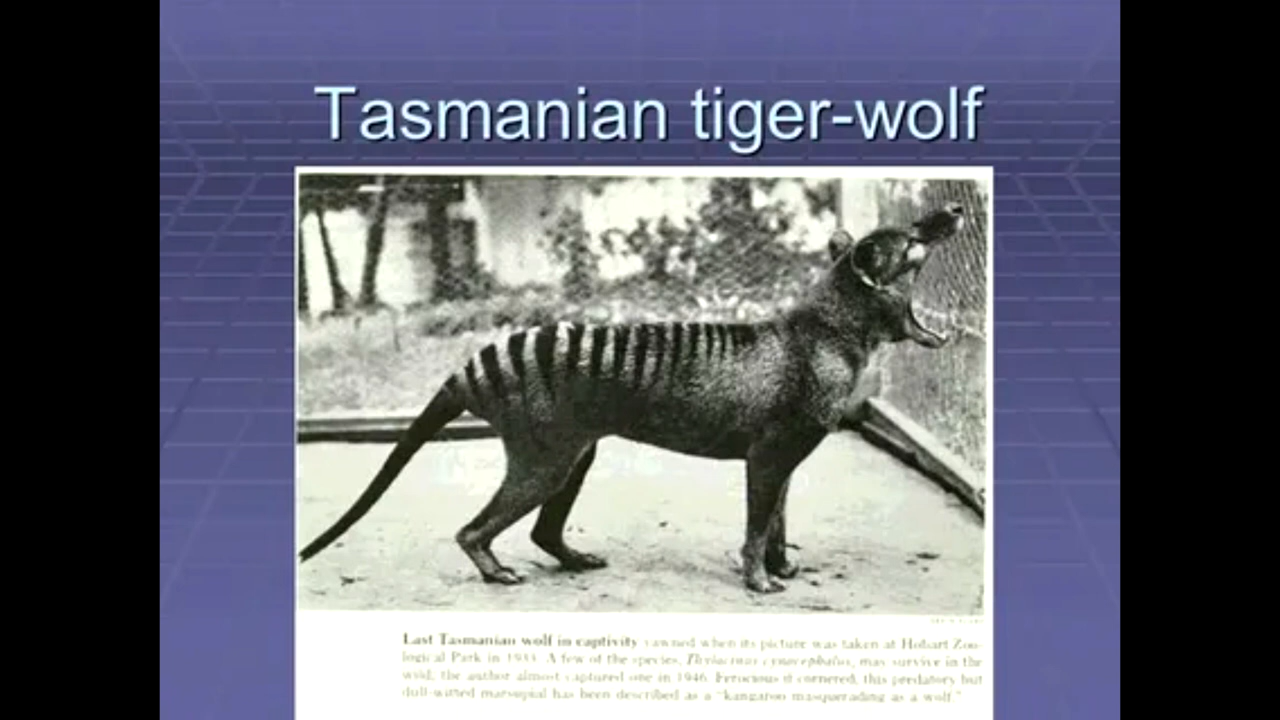 Tasmanian tiger-wolf
Last Tasmanian wolf in captivity yawned when its picture was taken at Hobart Zoo-
logical Park in 1933. A few of the species, Thylacinus cynocephalus, may survive in the
wild; the author almost captured one in 1946. Ferocious if cornered, this predatory but
dull-witted marsupial has been described as a "kangaroo masquerading as a wolf."